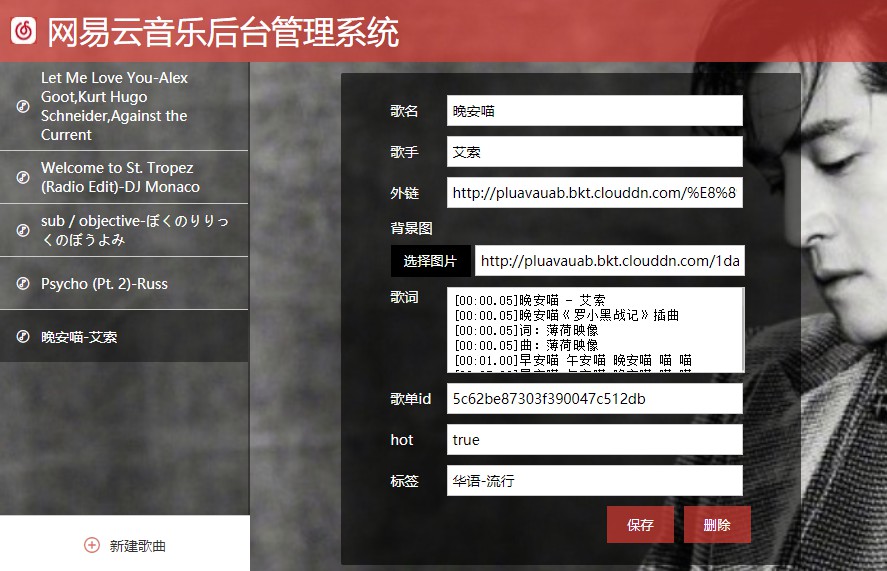 网易云音乐后台管理系统
Let Me Love You-Alex
Goot,Kurt Hugo
Schneider,Against the
Current
Welcome to St. Tropez
(Radio Edit)-DJ Monaco
sub / objective-ぼくのりりっ
くのぼうよみ
Psycho (Pt. 2)-Russ
晚安喵-艾索
新建歌曲
歌名 晚安喵
歌手 艾索
外链 http://pluavauab.bkt.clouddn.com/%E8%8
背景图
选择图片 http://pluavauab.bkt.clouddn.com/1da
歌词 [00:00.05]晚安喵 - 艾索
[00:00.05]晚安喵《罗小黑战记》插曲
[00:00.05]词：薄荷映像
[00:00.05]曲：薄荷映像
[00:01.00]早安喵 午安喵 晚安喵 喵 喵
歌单id 5c62be87303f390047c512db
hot true
标签 华语-流行
保存 删除